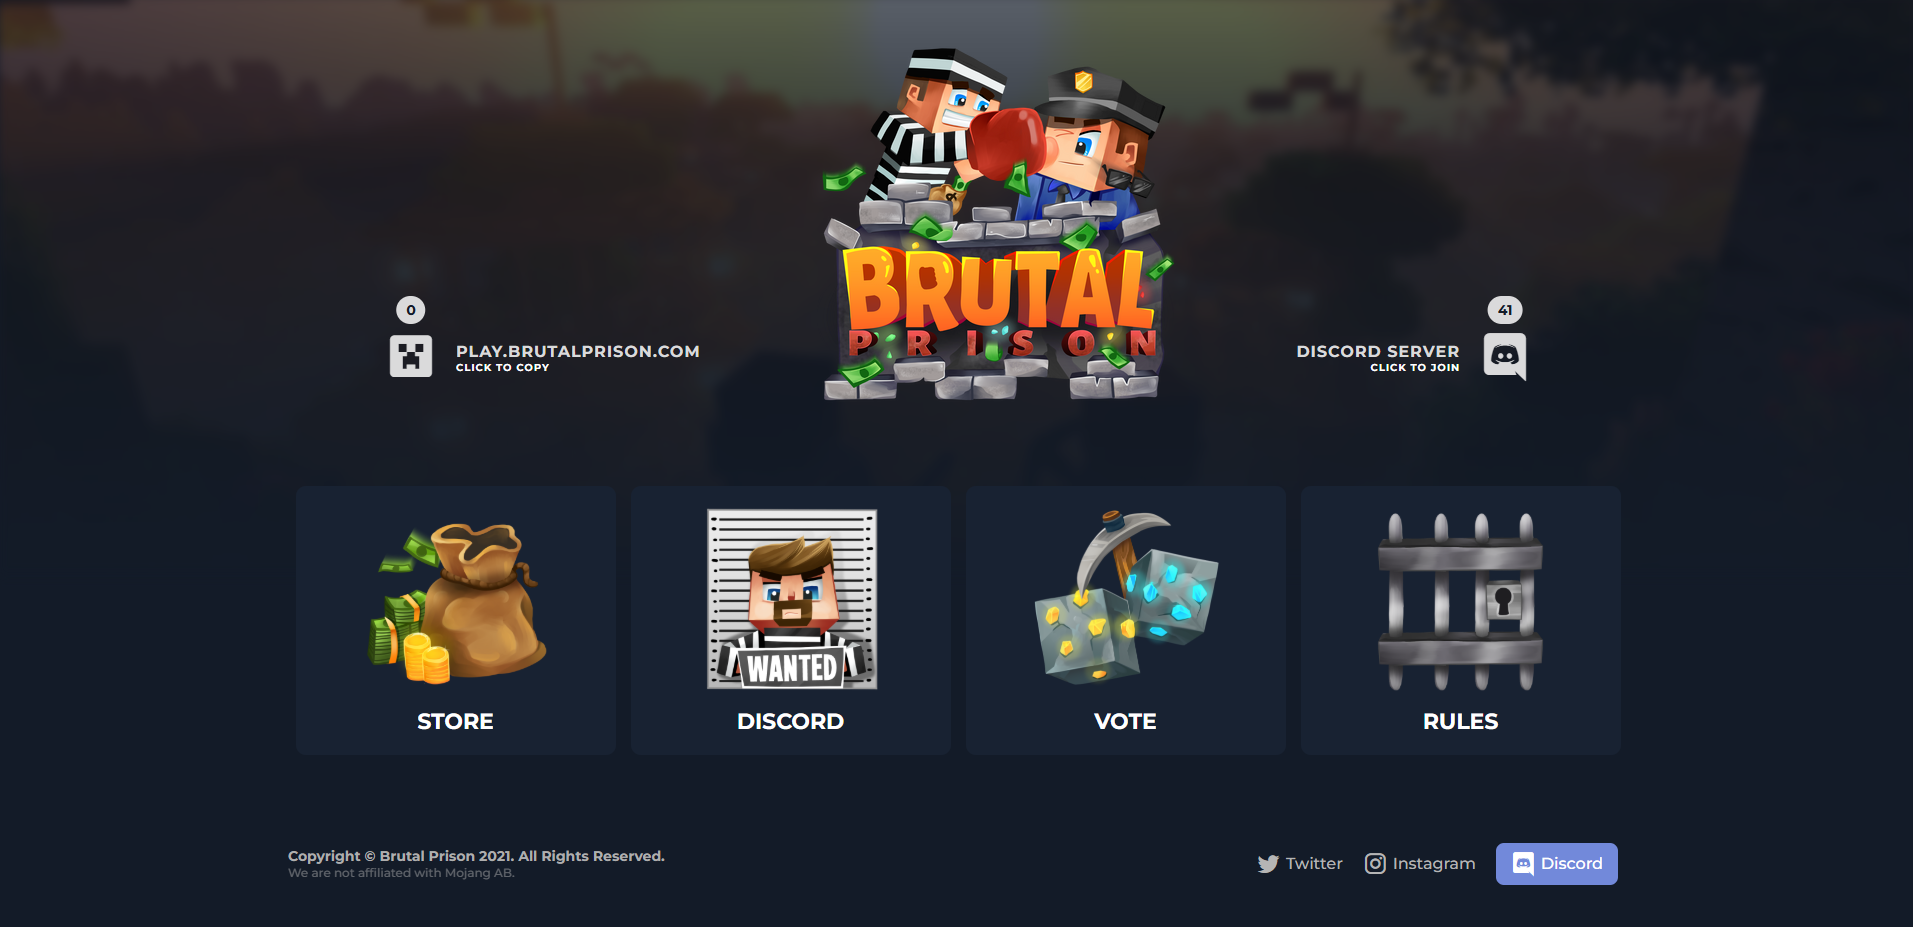 BRUTAL
PRISON
0
PLAY.BRUTALPRISON.COM
CLICK TO COPY
41
DISCORD SERVER
CLICK TO JOIN
WANTED
STORE
DISCORD
VOTE
RULES
Copyright © Brutal Prison 2021. All Rights Reserved.
We are not affiliated with Mojang AB.
Twitter
Instagram
Discord